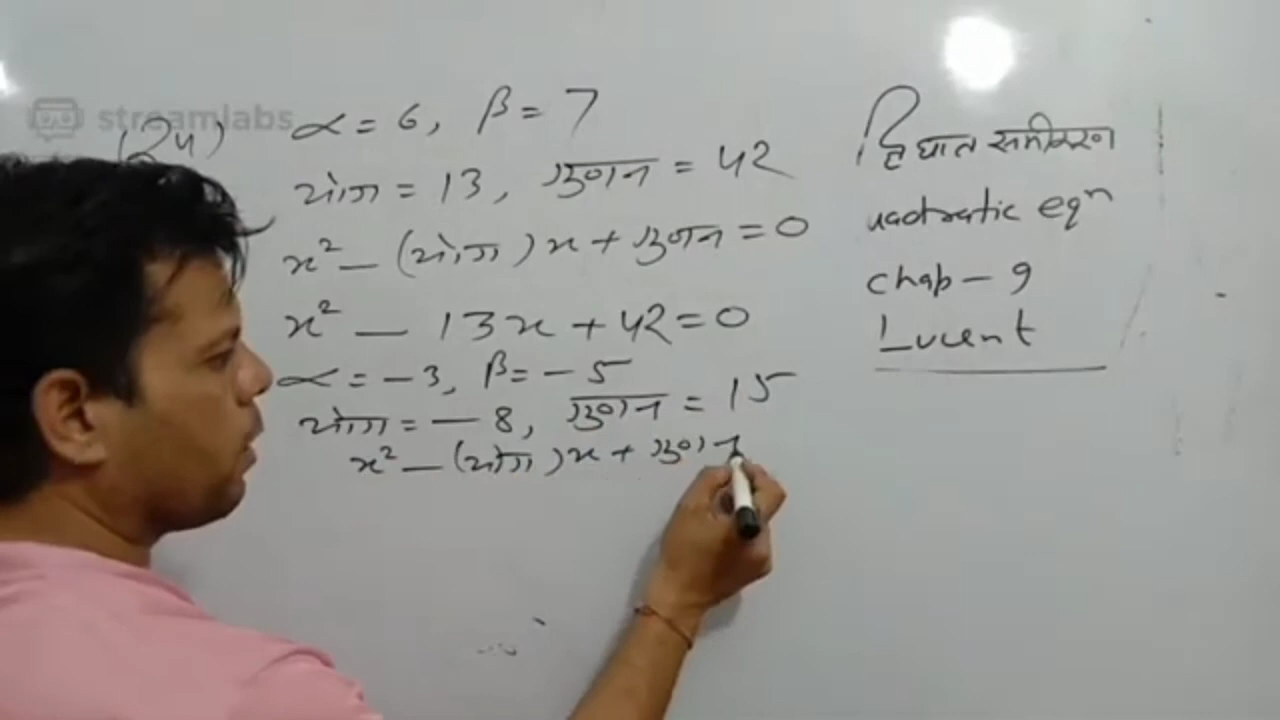 streamlabs
(24)
α = 6, β = 7
योग = 13, गुणन = 42
x² – (योग)x + गुणन = 0
x² – 13x + 42 = 0
α = -3, β = -5
योग = -8, गुणन = 15
x² – (योग)x + गुणन
द्विघात समीकरण
uadratic eqⁿ
chap – 9
Lucent